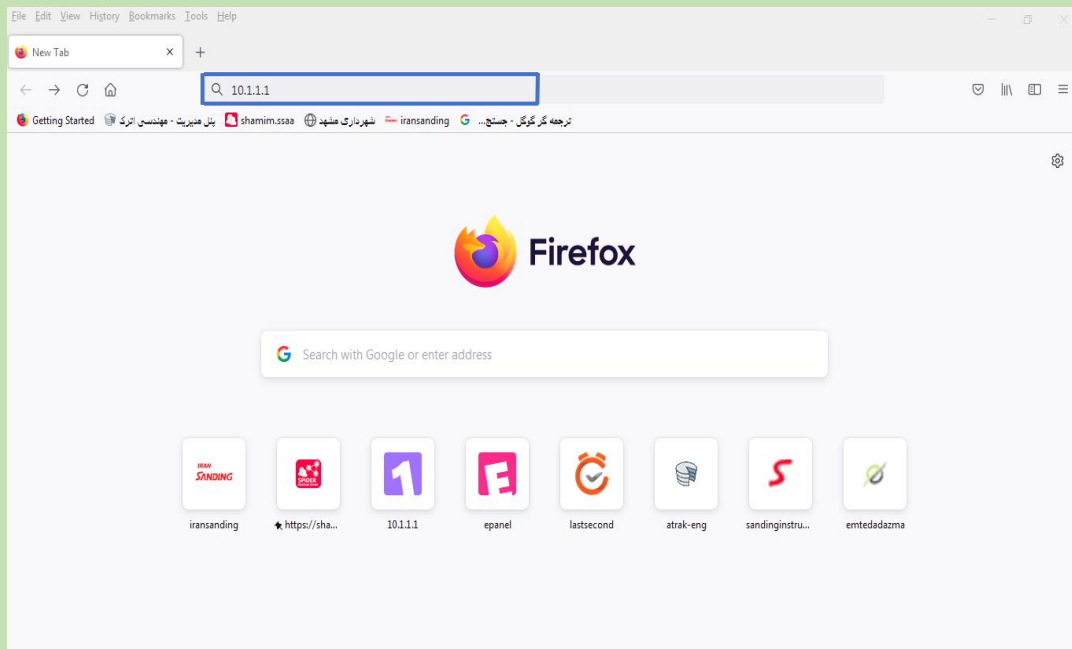 File Edit View History Bookmarks Tools Help
New Tab
10.1.1.1
Getting Started پنل مدیریت - مهندسی اترک shamim.ssaa شهرداری مشهد iransanding ترجمه گر گوگل - جستج...
Firefox
Search with Google or enter address
IRAN
SANDING
SPIDER
1
E
S
iransanding https://sha... 10.1.1.1 epanel lastsecond atrak-eng sandinginstru... emtedadazma